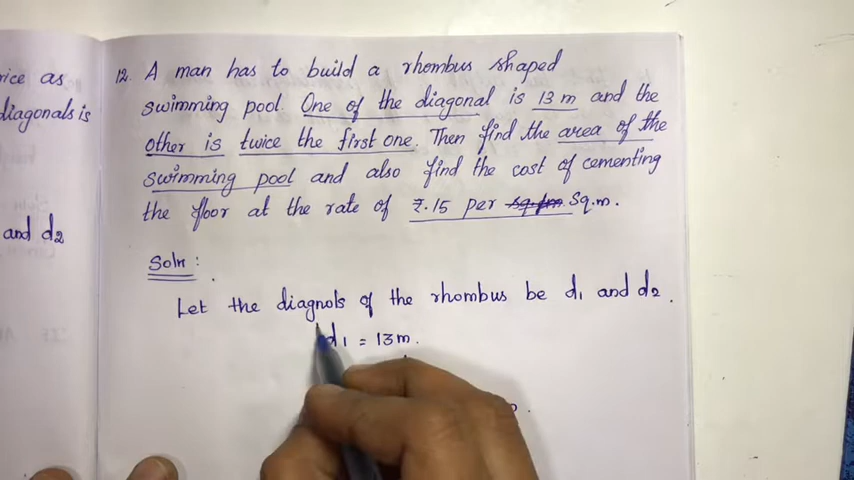 rice as
diagonals is
and d2
12. A man has to build a rhombus shaped
swimming pool. One of the diagonal is 13 m and the
other is twice the first one. Then find the area of the
swimming pool and also find the cost of cementing
the floor at the rate of ₹.15 per Sq.m.
Soln :
Let the diagnols of the rhombus be d1 and d2.
d1 = 13m.